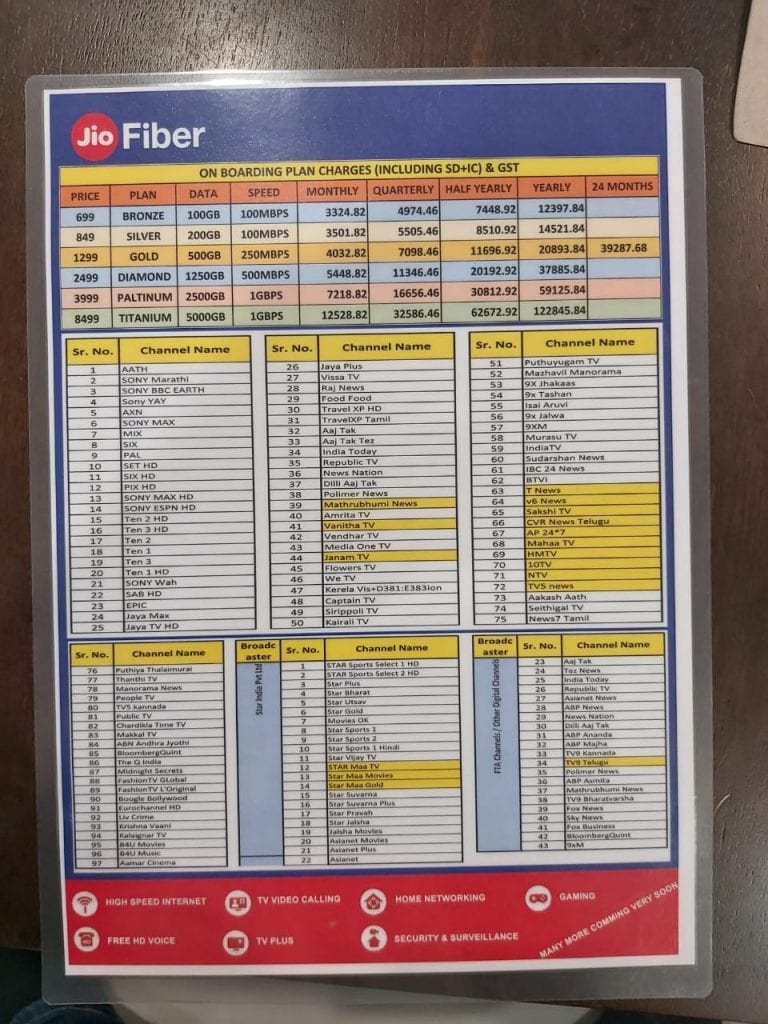 Jio Fiber
ON BOARDING PLAN CHARGES (INCLUDING SD+IC) & GST
PRICE PLAN DATA SPEED MONTHLY QUARTERLY HALF YEARLY YEARLY 24 MONTHS
699 BRONZE 100GB 100MBPS 3324.82 4974.46 7448.92 12397.84
849 SILVER 200GB 100MBPS 3501.82 5505.46 8510.92 14521.84
1299 GOLD 500GB 250MBPS 4032.82 7098.46 11696.92 20893.84 39287.68
2499 DIAMOND 1250GB 500MBPS 5448.82 11346.46 20192.92 37885.84
3999 PALTINUM 2500GB 1GBPS 7218.82 16656.46 30812.92 59125.84
8499 TITANIUM 5000GB 1GBPS 12528.82 32586.46 62672.92 122845.84
Sr. No. Channel Name
1 AATH
2 SONY Marathi
3 SONY BBC EARTH
4 Sony YAY
5 AXN
6 SONY MAX
7 MIX
8 SIX
9 PAL
10 SET HD
11 SIX HD
12 PIX HD
13 SONY MAX HD
14 SONY ESPN HD
15 Ten 2 HD
16 Ten 3 HD
17 Ten 2
18 Ten 1
19 Ten 3
20 Ten 1 HD
21 SONY Wah
22 SAB HD
23 EPIC
24 Jaya Max
25 Jaya TV HD
Sr. No. Channel Name
26 Jaya Plus
27 Vissa TV
28 Raj News
29 Food Food
30 Travel XP HD
31 TravelXP Tamil
32 Aaj Tak
33 Aaj Tak Tez
34 India Today
35 Republic TV
36 News Nation
37 Dilli Aaj Tak
38 Polimer News
39 Mathrubhumi News
40 Amrita TV
41 Vanitha TV
42 Vendhar TV
43 Media One TV
44 Janam TV
45 Flowers TV
46 We TV
47 Kerela Vis+D381:E383ion
48 Captain TV
49 Sirippoli TV
50 Kairali TV
Sr. No. Channel Name
51 Puthuyugam TV
52 Mazhavil Manorama
53 9X Jhakaas
54 9x Tashan
55 Isai Aruvi
56 9x Jalwa
57 9XM
58 Murasu TV
59 IndiaTV
60 Sudarshan News
61 IBC 24 News
62 BTVI
63 T News
64 v6 News
65 Sakshi TV
66 CVR News Telugu
67 AP 24*7
68 Mahaa TV
69 HMTV
70 10TV
71 NTV
72 TV5 news
73 Aakash Aath
74 Seithigal TV
75 News7 Tamil
Sr. No. Channel Name
76 Puthiya Thalaimurai
77 Thanthi TV
78 Manorama News
79 People TV
80 TV5 kannada
81 Public TV
82 Chardikla Time TV
83 Makkal TV
84 ABN Andhra Jyothi
85 BloombergQuint
86 The Q India
87 Midnight Secrets
88 FashionTV GLobal
89 FashionTV L'Original
90 Boogle Bollywood
91 Eurochannel HD
92 Liv Crime
93 Krishna Vaani
94 Kalaignar TV
95 B4U Movies
96 B4U Music
97 Aamar Cinema
Broadc
aster
Star Indie Pvt Ltd
Sr. No. Channel Name
1 STAR Sports Select 1 HD
2 STAR Sports Select 2 HD
3 Star Plus
4 Star Bharat
5 Star Utsav
6 Star Gold
7 Movies OK
8 Star Sports 1
9 Star Sports 2
10 Star Sports 1 Hindi
11 Star Vijay TV
12 STAR Maa TV
13 Star Maa Movies
14 Star Maa Gold
15 Star Suvarna
16 Star Suvarna Plus
17 Star Pravah
18 Star Jalsha
19 Jalsha Movies
20 Asianet Movies
21 Asianet Plus
22 Asianet
Broadc
aster
FTA Channels / Other Digital Channels
Sr. No. Channel Name
23 Aaj Tak
24 Tez News
25 India Today
26 Republic TV
27 Asianet News
28 ABP News
29 News Nation
30 Dilli Aaj Tak
31 ABP Ananda
32 ABP Majha
33 TV9 Kannada
34 TV9 Telugu
35 Polimer News
36 ABP Asmita
37 Mathrubhumi News
38 TV9 Bharatvarsha
39 Fox News
40 Sky News
41 Fox Business
42 BloombergQuint
43 9xM
HIGH SPEED INTERNET TV VIDEO CALLING HOME NETWORKING GAMING
FREE HD VOICE TV PLUS SECURITY & SURVEILLANCE MANY MORE COMMING VERY SOON